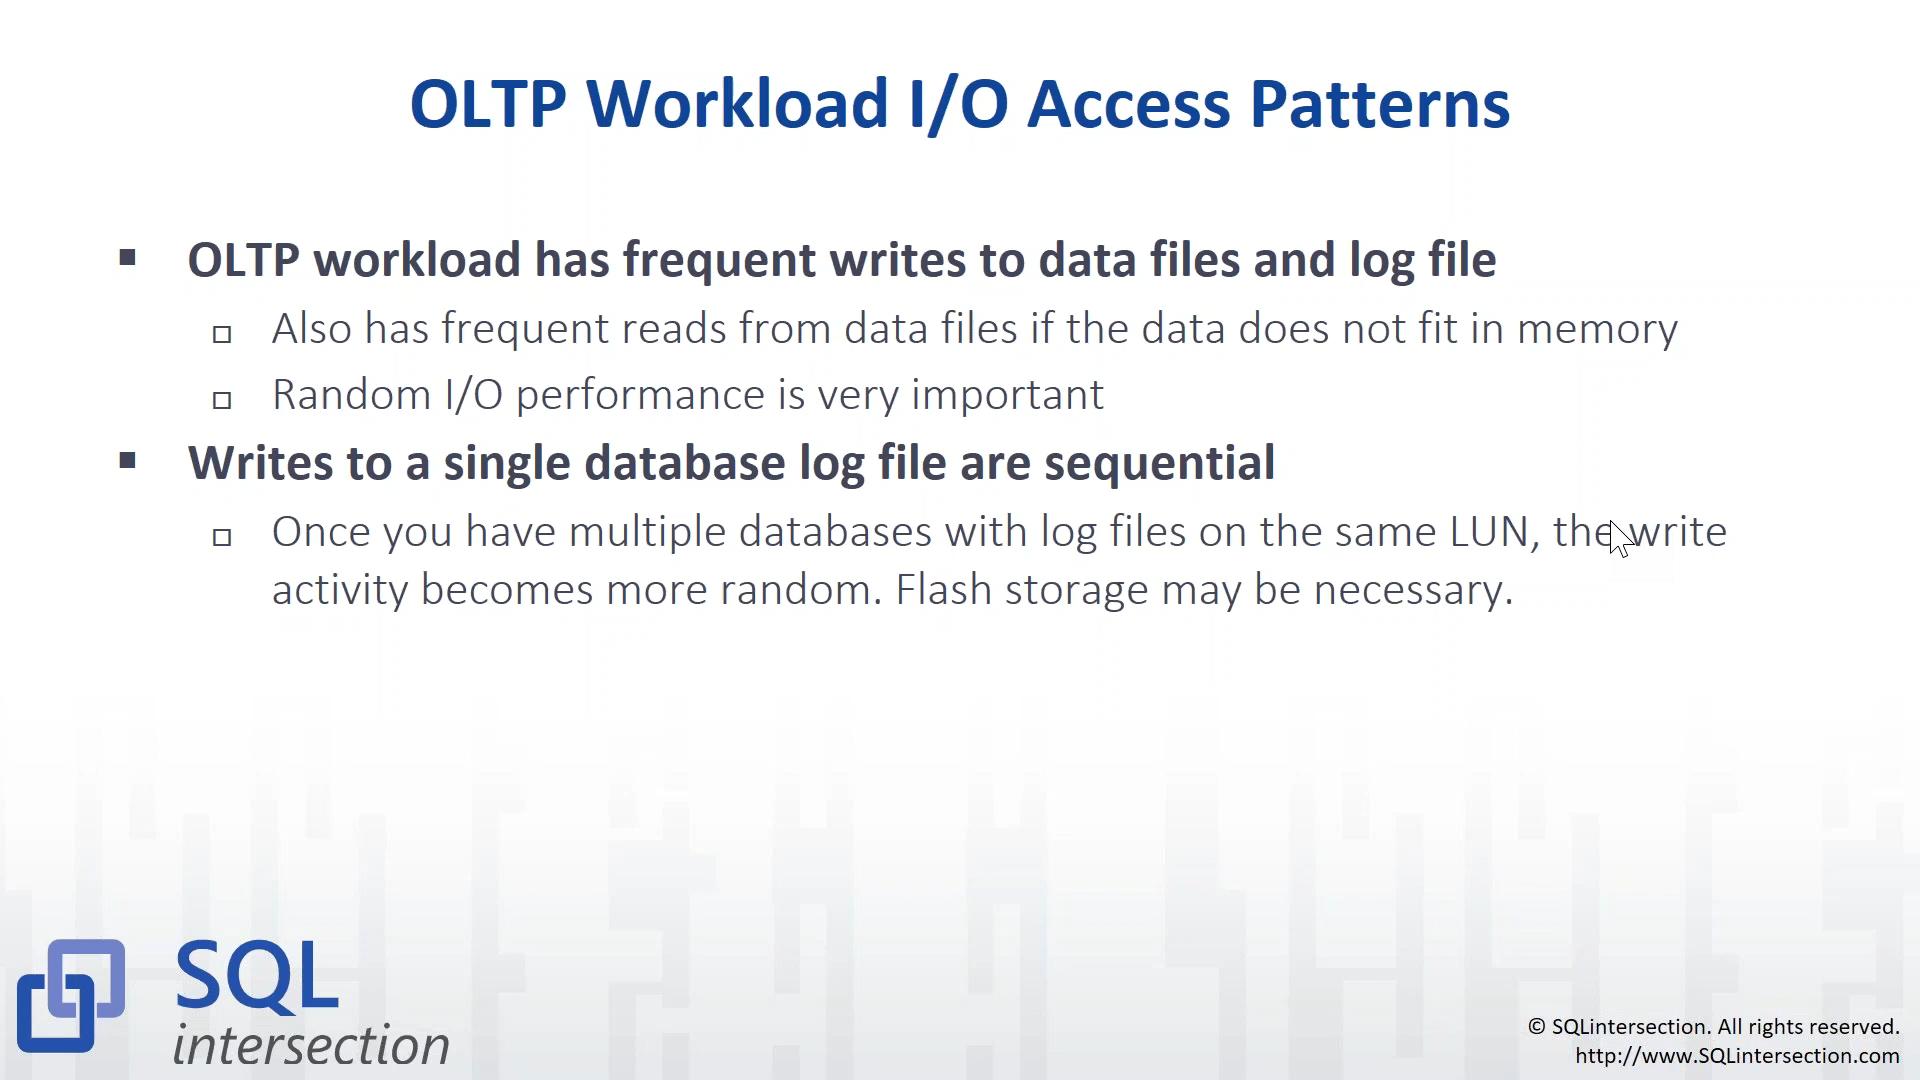 OLTP Workload I/O Access Patterns
OLTP workload has frequent writes to data files and log file
Also has frequent reads from data files if the data does not fit in memory
Random I/O performance is very important
Writes to a single database log file are sequential
Once you have multiple databases with log files on the same LUN, the write
activity becomes more random. Flash storage may be necessary.
SQL
intersection
© SQLintersection. All rights reserved.
http://www.SQLintersection.com